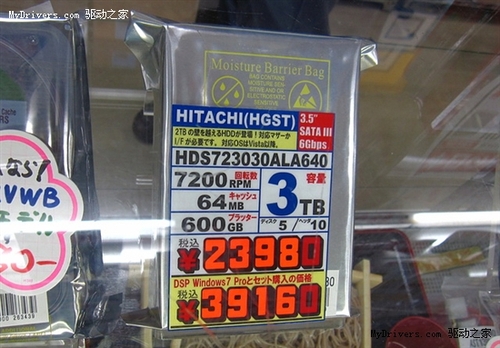 MyDrivers.com 驱动之家
Moisture Barrier Bag
HITACHI(HGST)
3.5"
SATA III
6Gbps
2TBの壁を越えるHDDが登場!対応マザーか
I/Fが必要です。対応OSはVista以降。
HDS723030ALA640
7200 回転数 RPM
64 キャッシュ MB
600 プラッター GB
容量
3TB
ディスク 5 / ヘッダ 10
税込
¥23980
DSP Windows7 Proとセット購入の価格
税込
¥39160
MyDrivers.com 驱动之家